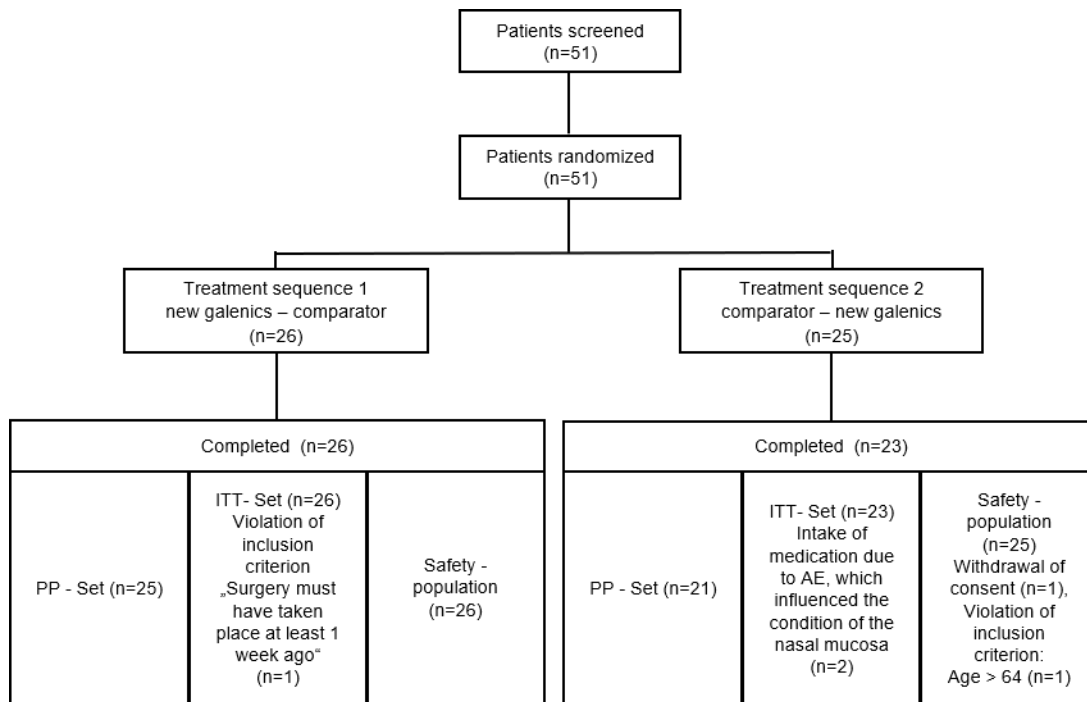 Patients screened
(n=51)
Patients randomized
(n=51)
Treatment sequence 1
new galenics – comparator
(n=26)
Treatment sequence 2
comparator – new galenics
(n=25)
Completed (n=26)
PP - Set (n=25)
ITT- Set (n=26)
Violation of
inclusion
criterion
„Surgery must
have taken
place at least 1
week ago“
(n=1)
Safety -
population
(n=26)
Completed (n=23)
PP - Set (n=21)
ITT- Set (n=23)
Intake of
medication due
to AE, which
influenced the
condition of the
nasal mucosa
(n=2)
Safety -
population
(n=25)
Withdrawal of
consent (n=1),
Violation of
inclusion
criterion:
Age > 64 (n=1)